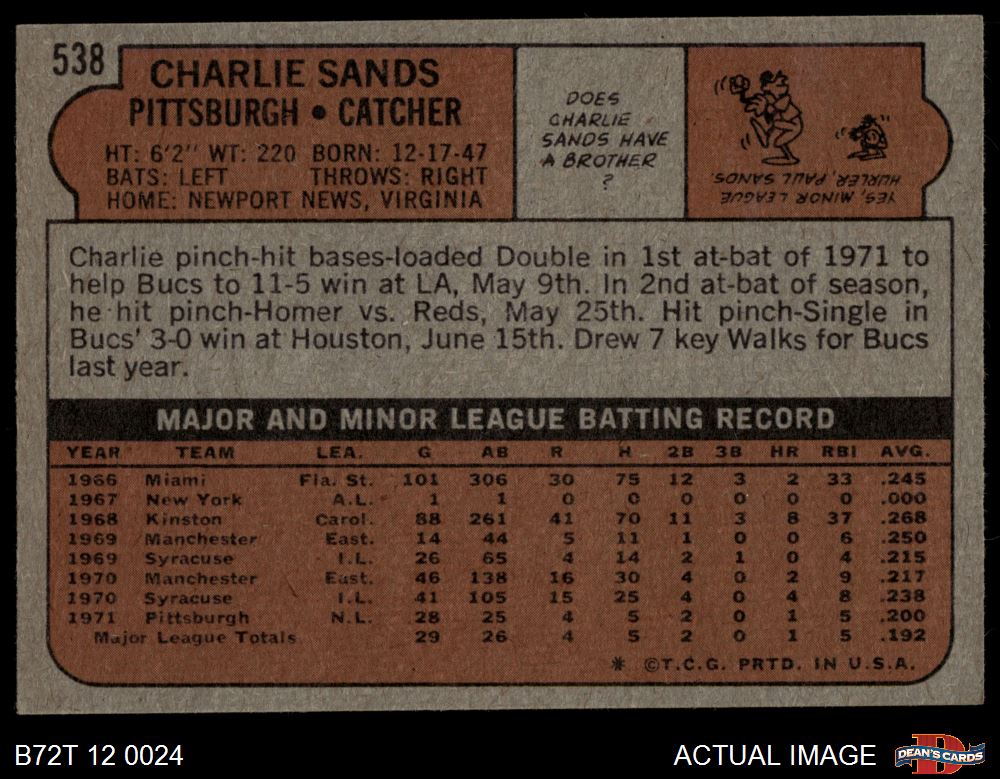 538
CHARLIE SANDS
PITTSBURGH • CATCHER
HT: 6'2" WT: 220 BORN: 12-17-47
BATS: LEFT THROWS: RIGHT
HOME: NEWPORT NEWS, VIRGINIA
DOES
CHARLIE
SANDS HAVE
A BROTHER
?
YES, MINOR LEAGUE
HURLER, PAUL SANDS.
Charlie pinch-hit bases-loaded Double in 1st at-bat of 1971 to
help Bucs to 11-5 win at LA, May 9th. In 2nd at-bat of season,
he hit pinch-Homer vs. Reds, May 25th. Hit pinch-Single in
Bucs' 3-0 win at Houston, June 15th. Drew 7 key Walks for Bucs
last year.
MAJOR AND MINOR LEAGUE BATTING RECORD
YEAR TEAM LEA. G AB R H 2B 3B HR RBI AVG.
1966 Miami Fla. St. 101 306 30 75 12 3 2 33 .245
1967 New York A.L. 1 1 0 0 0 0 0 0 .000
1968 Kinston Carol. 88 261 41 70 11 3 8 37 .268
1969 Manchester East. 14 44 5 11 1 0 0 6 .250
1969 Syracuse I.L. 26 65 4 14 2 1 0 4 .215
1970 Manchester East. 46 138 16 30 4 0 2 9 .217
1970 Syracuse I.L. 41 105 15 25 4 0 4 8 .238
1971 Pittsburgh N.L. 28 25 4 5 2 0 1 5 .200
Major League Totals 29 26 4 5 2 0 1 5 .192
* ©T.C.G. PRTD. IN U.S.A.
B72T 12 0024
ACTUAL IMAGE
DEAN'S CARDS